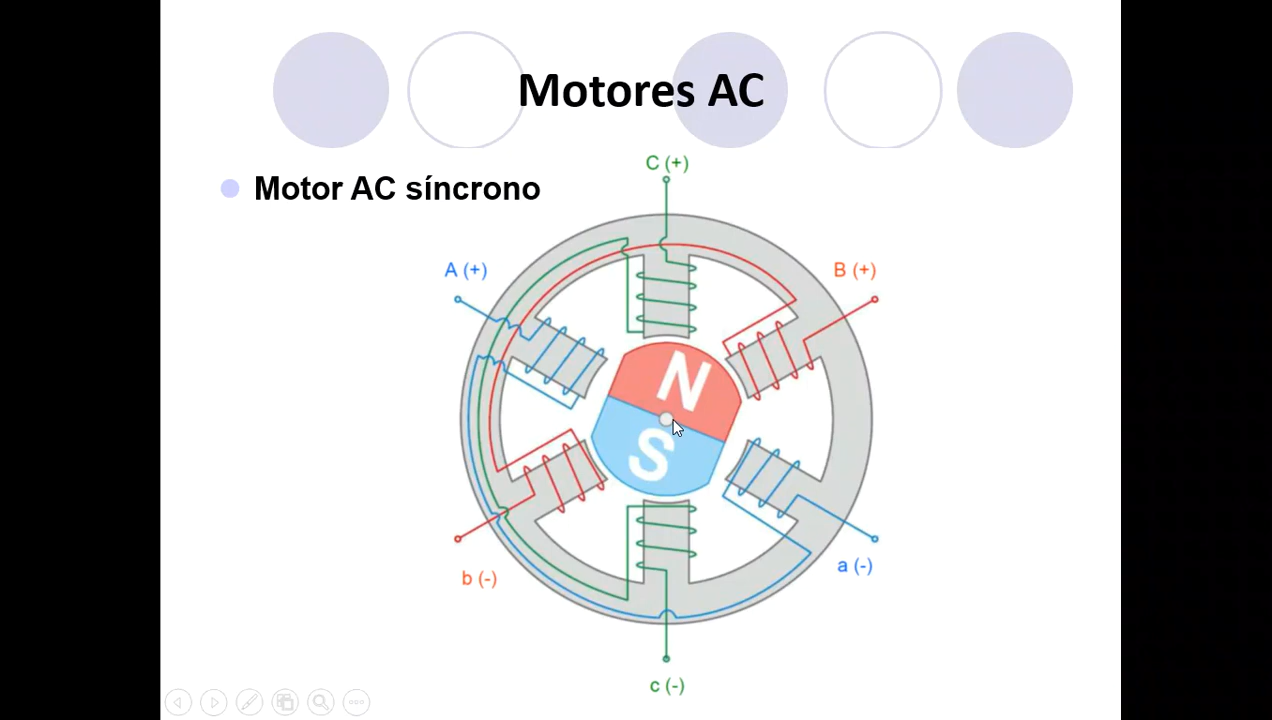 Motores AC
C (+)
Motor AC síncrono
A (+)
B (+)
N
S
b (-)
a (-)
c (-)